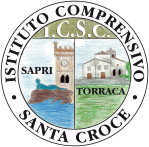 ISTITUTO COMPRENSIVO
I.C.S.C.
SAPRI
TORRACA
SANTA CROCE